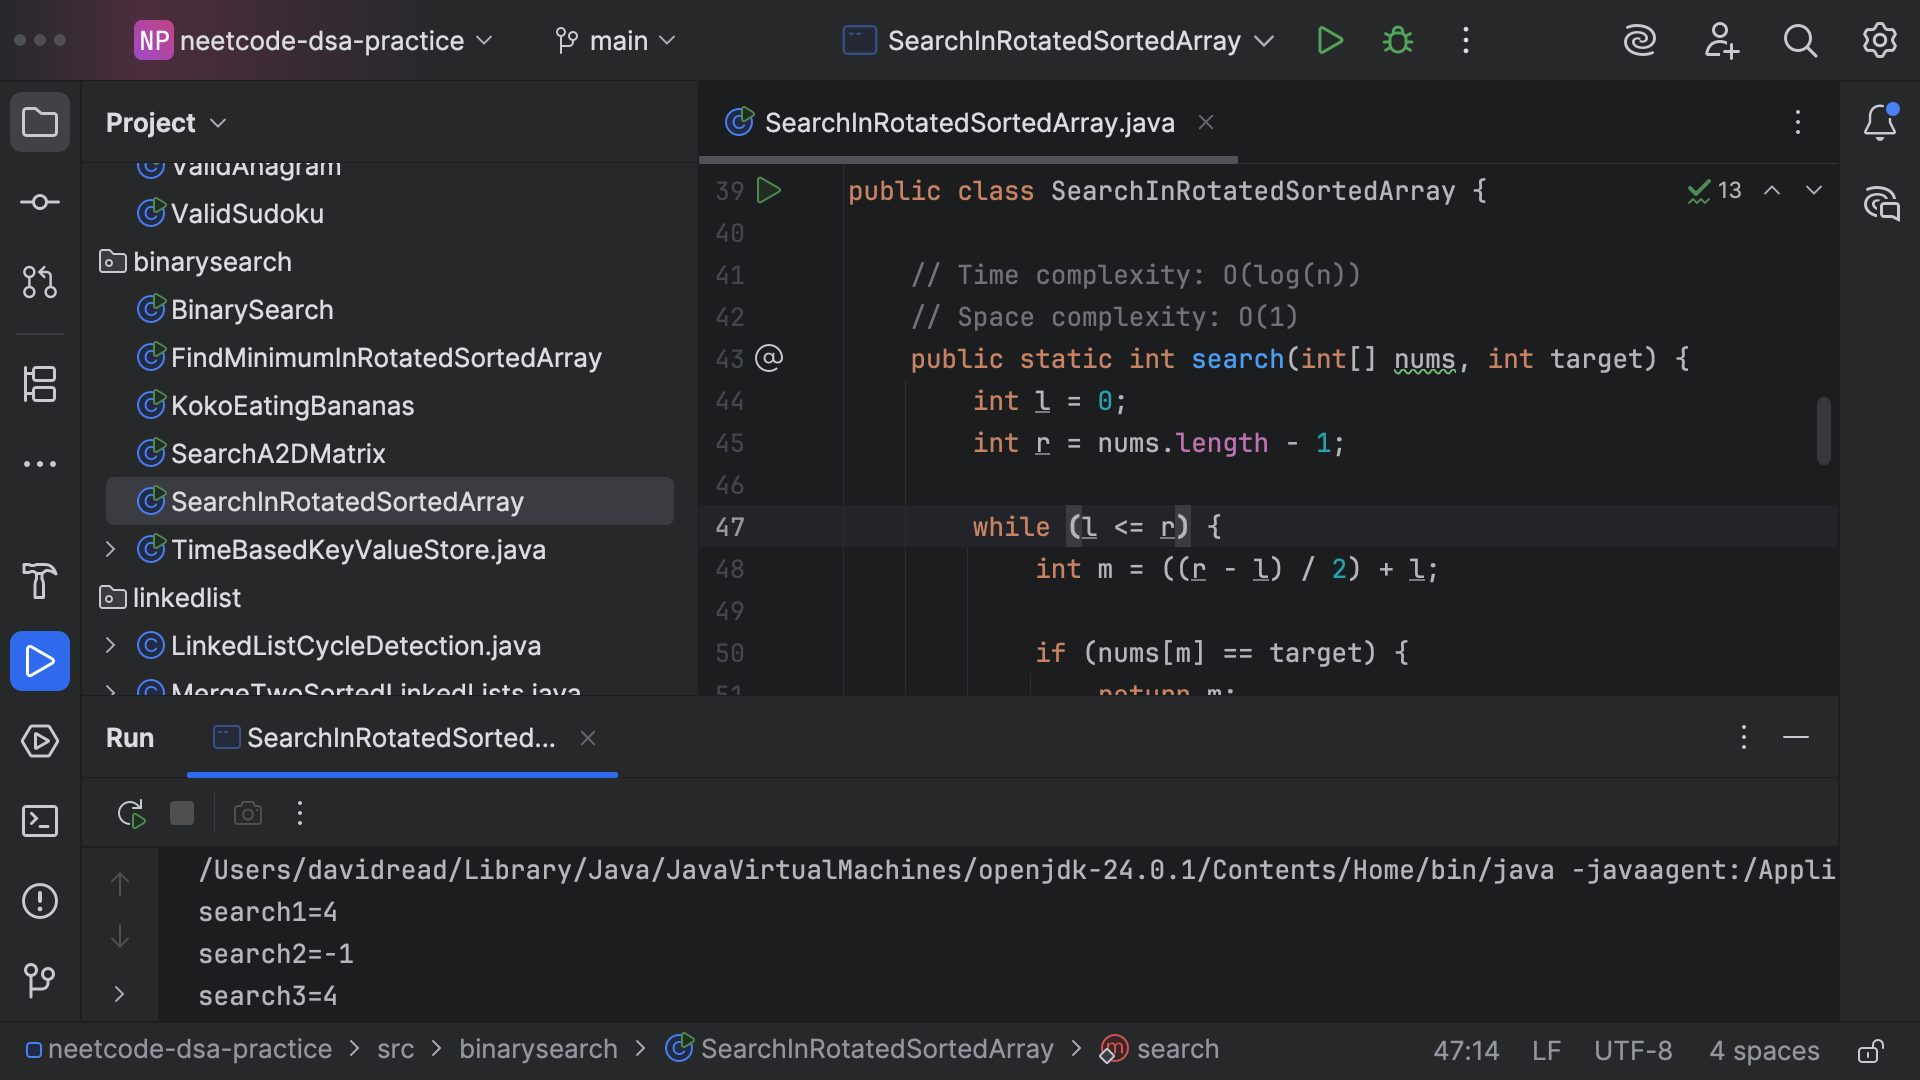 NP neetcode-dsa-practice main SearchInRotatedSortedArray
Project
ValidAnagram
ValidSudoku
binarysearch
BinarySearch
FindMinimumInRotatedSortedArray
KokoEatingBananas
SearchA2DMatrix
SearchInRotatedSortedArray
TimeBasedKeyValueStore.java
linkedlist
LinkedListCycleDetection.java
MergeTwoSortedLinkedLists.java
SearchInRotatedSortedArray.java
39 public class SearchInRotatedSortedArray { 13
40
41 // Time complexity: O(log(n))
42 // Space complexity: O(1)
43 @ public static int search(int[] nums, int target) {
44 int l = 0;
45 int r = nums.length - 1;
46
47 while (l <= r) {
48 int m = ((r - l) / 2) + l;
49
50 if (nums[m] == target) {
51 return m;
Run SearchInRotatedSorted...
/Users/davidread/Library/Java/JavaVirtualMachines/openjdk-24.0.1/Contents/Home/bin/java -javaagent:/Appli
search1=4
search2=-1
search3=4
neetcode-dsa-practice > src > binarysearch > SearchInRotatedSortedArray > search 47:14 LF UTF-8 4 spaces